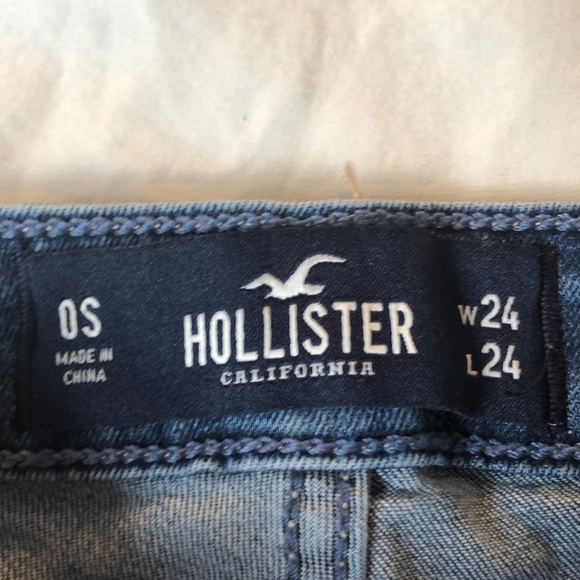 0S
MADE IN
CHINA
HOLLISTER
CALIFORNIA
W24
L24